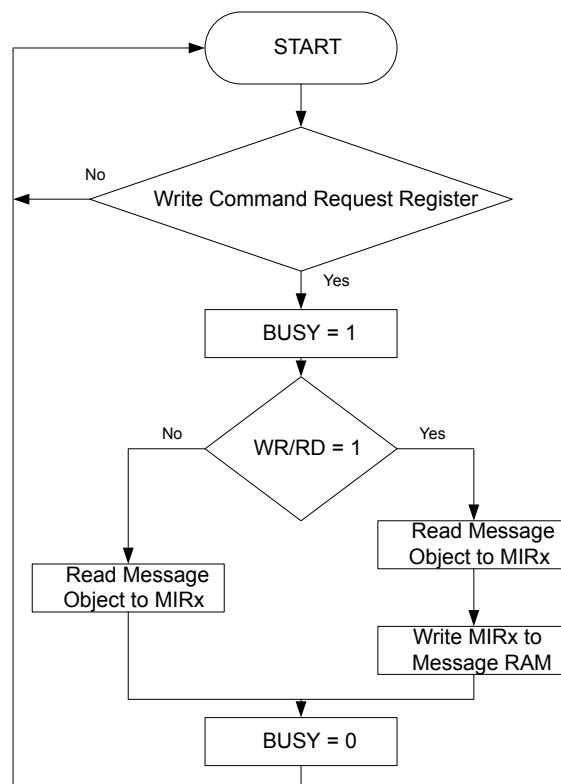 START
No
Write Command Request Register
Yes
BUSY = 1
No
WR/RD = 1
Yes
Read Message
Object to MIRx
Read Message
Object to MIRx
Write MIRx to
Message RAM
BUSY = 0